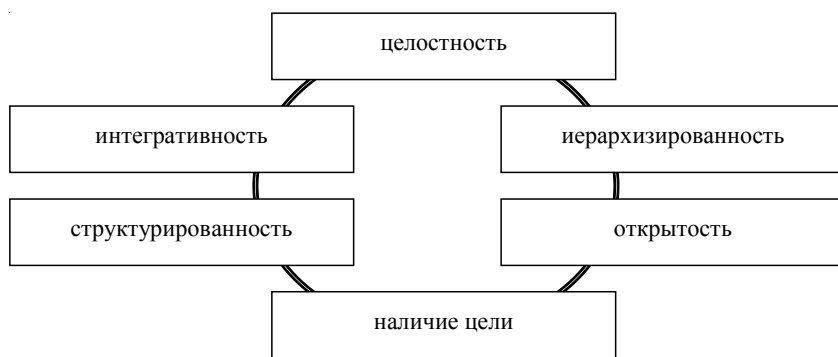 целостность
интегративность
иерархизированность
структурированность
открытость
наличие цели